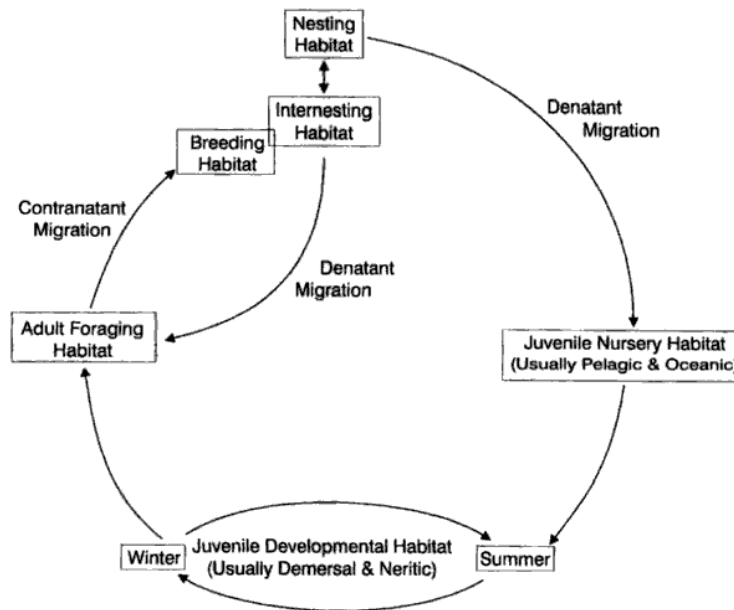 Nesting
Habitat
Denatant
Migration
Internesting
Habitat
Breeding
Habitat
Contranatant
Migration
Denatant
Migration
Adult Foraging
Habitat
Juvenile Nursery Habitat
(Usually Pelagic & Oceanic)
Winter
Juvenile Developmental Habitat
(Usually Demersal & Neritic)
Summer